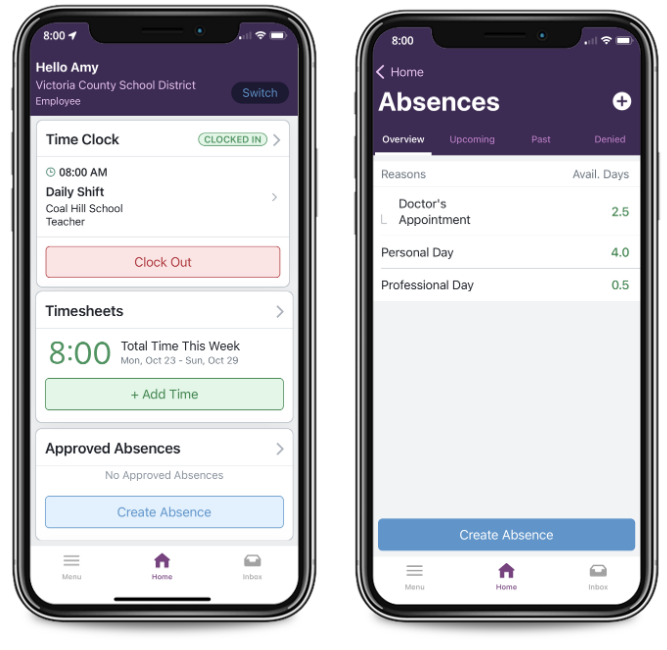 8:00
Hello Amy
Victoria County School District
Employee
Switch
Time Clock
CLOCKED IN
08:00 AM
Daily Shift
Coal Hill School
Teacher
Clock Out
Timesheets
8:00
Total Time This Week
Mon, Oct 23 - Sun, Oct 29
+ Add Time
Approved Absences
No Approved Absences
Create Absence
Menu Home Inbox
8:00
Home
Absences
Overview Upcoming Past Denied
Reasons Avail. Days
Doctor's
Appointment 2.5
Personal Day 4.0
Professional Day 0.5
Create Absence
Menu Home Inbox